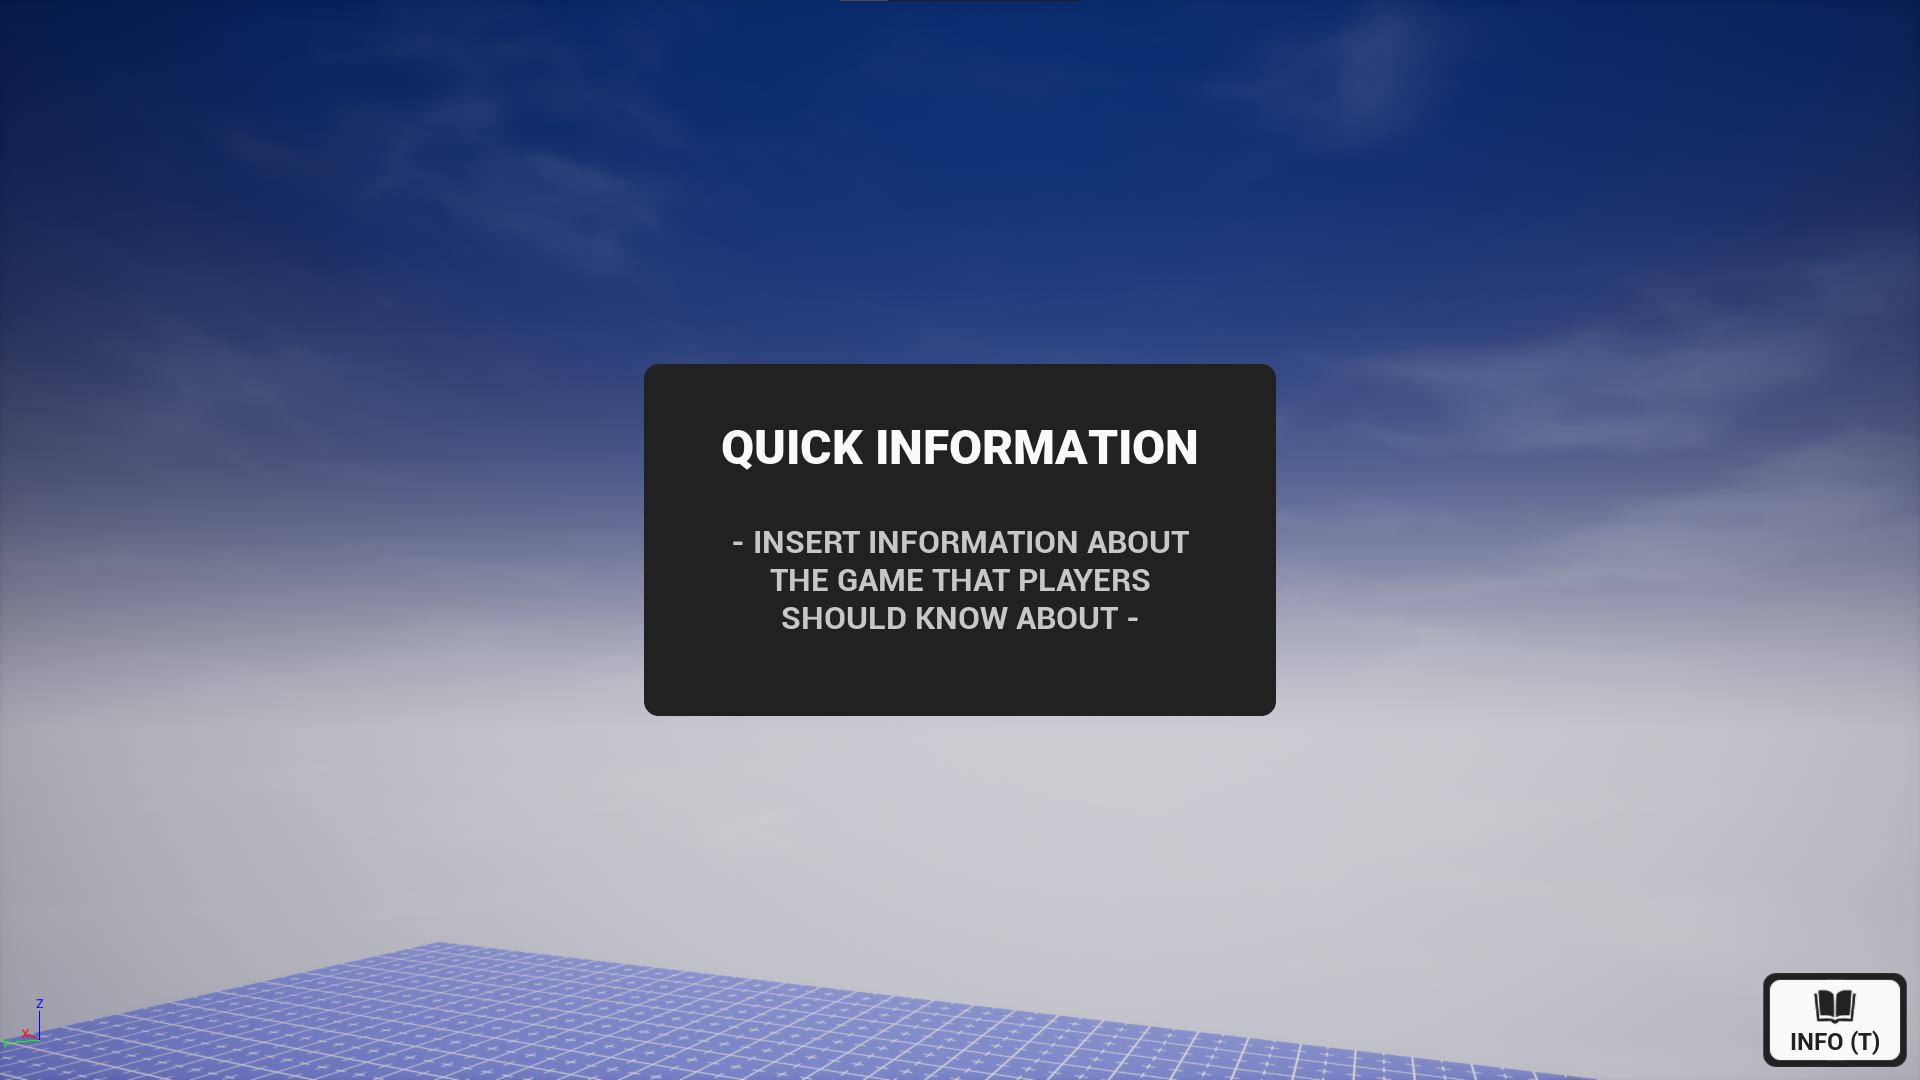 QUICK INFORMATION
- INSERT INFORMATION ABOUT
THE GAME THAT PLAYERS
SHOULD KNOW ABOUT -
Z
X
Y
INFO (T)